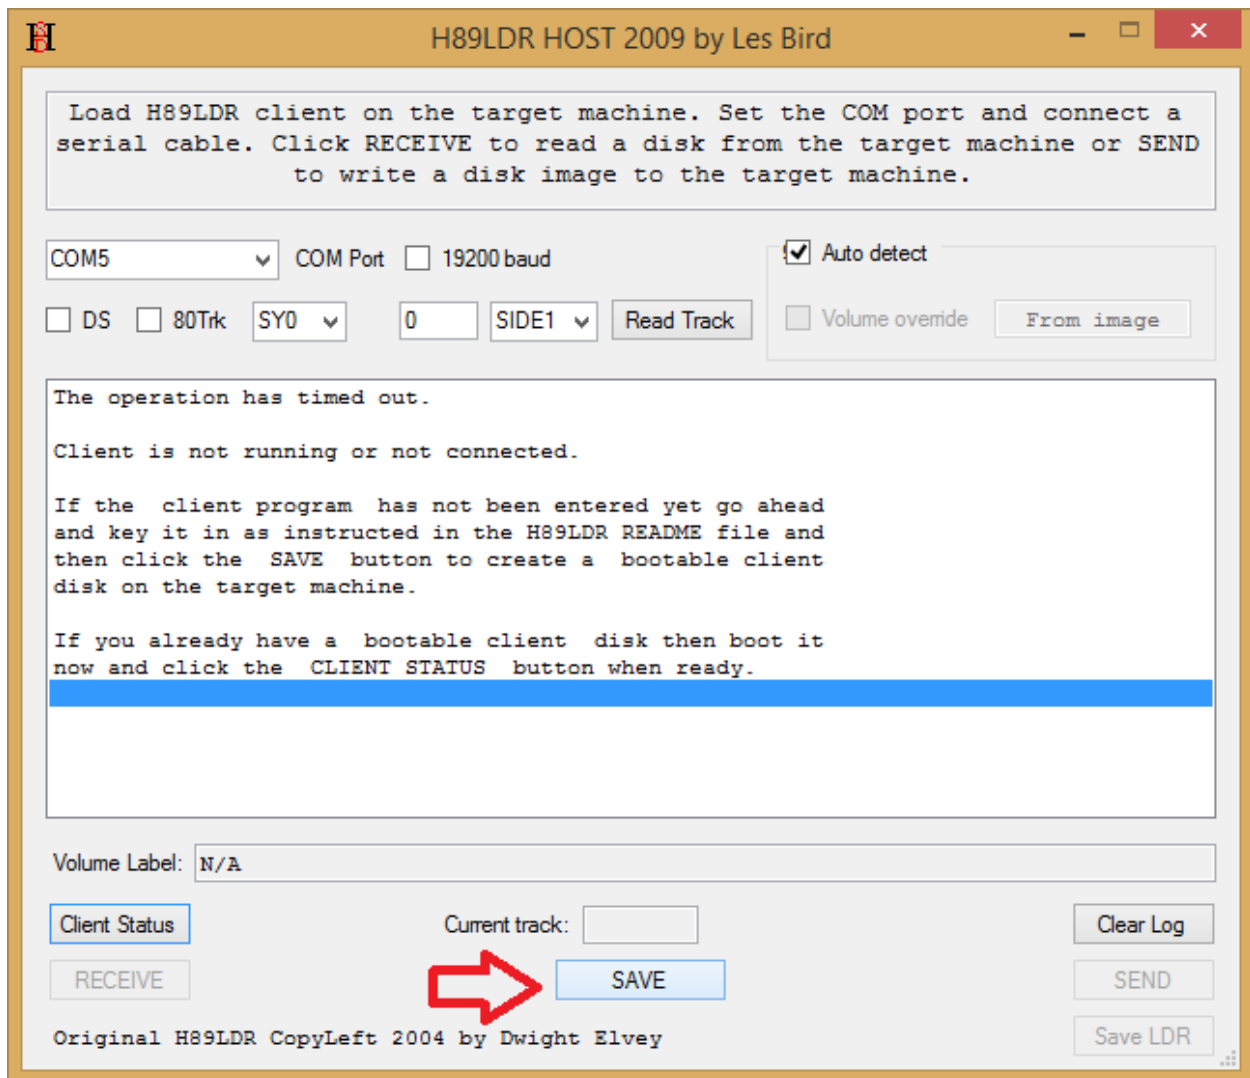 H89LDR HOST 2009 by Les Bird
Load H89LDR client on the target machine. Set the COM port and connect a
serial cable. Click RECEIVE to read a disk from the target machine or SEND
to write a disk image to the target machine.
COM5 COM Port 19200 baud Auto detect
DS 80Trk SY0 0 SIDE1 Read Track Volume override From image
The operation has timed out.
Client is not running or not connected.
If the client program has not been entered yet go ahead
and key it in as instructed in the H89LDR README file and
then click the SAVE button to create a bootable client
disk on the target machine.
If you already have a bootable client disk then boot it
now and click the CLIENT STATUS button when ready.
Volume Label: N/A
Client Status Current track: Clear Log
RECEIVE SAVE SEND
Original H89LDR CopyLeft 2004 by Dwight Elvey Save LDR